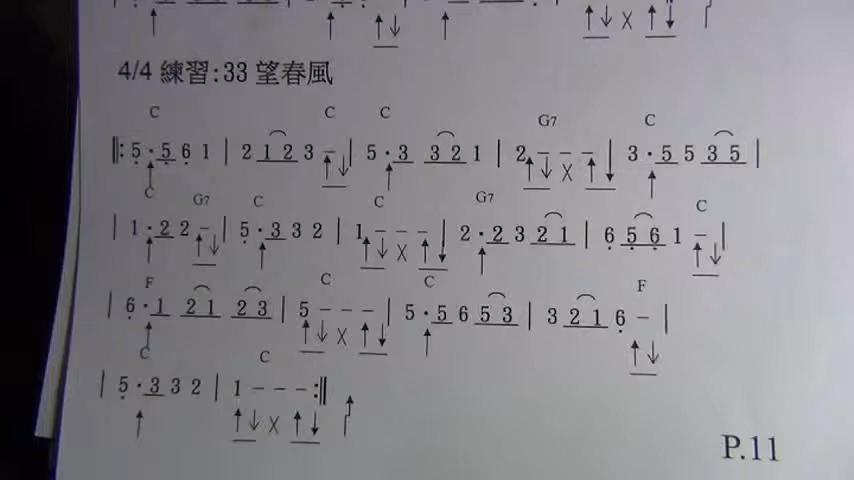 4/4 練習:33 望春風
C C C G7 C
‖: 5 · 5 6 1 | 2 1 2 3 – | 5 · 3 3 2 1 | 2 – – – | 3 · 5 5 3 5 |
C G7 C C G7 C
| 1 · 2 2 – | 5 · 3 3 2 | 1 – – – | 2 · 2 3 2 1 | 6 5 6 1 – |
F C C F
| 6 · 1 2 1 2 3 | 5 – – – | 5 · 5 6 5 3 | 3 2 1 6 – |
C C
| 5 · 3 3 2 | 1 – – – :‖
P.11